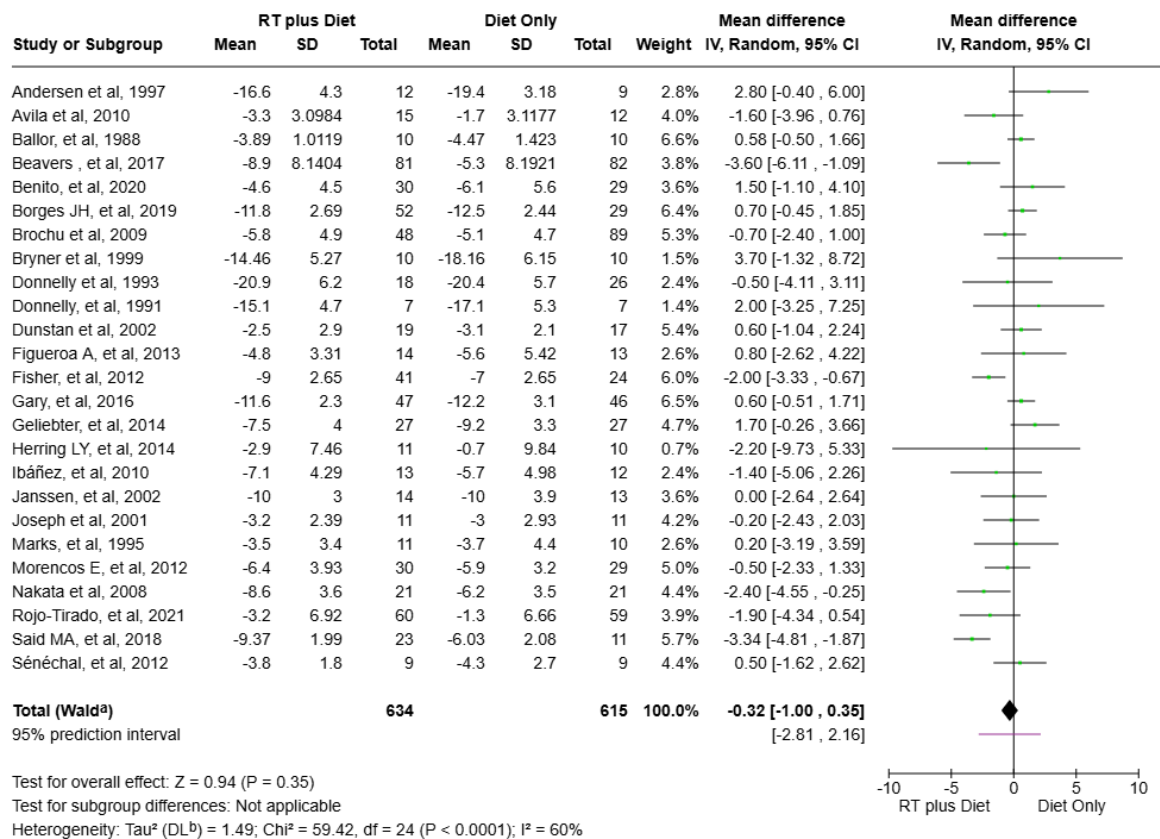 RT plus Diet Diet Only Mean difference Mean difference
Study or Subgroup Mean SD Total Mean SD Total Weight IV, Random, 95% CI IV, Random, 95% CI
Andersen et al, 1997 -16.6 4.3 12 -19.4 3.18 9 2.8% 2.80 [-0.40 , 6.00]
Avila et al, 2010 -3.3 3.0984 15 -1.7 3.1177 12 4.0% -1.60 [-3.96 , 0.76]
Ballor, et al, 1988 -3.89 1.0119 10 -4.47 1.423 10 6.6% 0.58 [-0.50 , 1.66]
Beavers , et al, 2017 -8.9 8.1404 81 -5.3 8.1921 82 3.8% -3.60 [-6.11 , -1.09]
Benito, et al, 2020 -4.6 4.5 30 -6.1 5.6 29 3.6% 1.50 [-1.10 , 4.10]
Borges JH, et al, 2019 -11.8 2.69 52 -12.5 2.44 29 6.4% 0.70 [-0.45 , 1.85]
Brochu et al, 2009 -5.8 4.9 48 -5.1 4.7 89 5.3% -0.70 [-2.40 , 1.00]
Bryner et al, 1999 -14.46 5.27 10 -18.16 6.15 10 1.5% 3.70 [-1.32 , 8.72]
Donnelly et al, 1993 -20.9 6.2 18 -20.4 5.7 26 2.4% -0.50 [-4.11 , 3.11]
Donnelly, et al, 1991 -15.1 4.7 7 -17.1 5.3 7 1.4% 2.00 [-3.25 , 7.25]
Dunstan et al, 2002 -2.5 2.9 19 -3.1 2.1 17 5.4% 0.60 [-1.04 , 2.24]
Figueroa A, et al, 2013 -4.8 3.31 14 -5.6 5.42 13 2.6% 0.80 [-2.62 , 4.22]
Fisher, et al, 2012 -9 2.65 41 -7 2.65 24 6.0% -2.00 [-3.33 , -0.67]
Gary, et al, 2016 -11.6 2.3 47 -12.2 3.1 46 6.5% 0.60 [-0.51 , 1.71]
Geliebter, et al, 2014 -7.5 4 27 -9.2 3.3 27 4.7% 1.70 [-0.26 , 3.66]
Herring LY, et al, 2014 -2.9 7.46 11 -0.7 9.84 10 0.8% -2.20 [-9.73 , 5.33]
Ibáñez, et al, 2010 -7.1 4.29 13 -5.7 4.98 12 2.4% -1.40 [-5.06 , 2.26]
Janssen, et al, 2002 -10 3 14 -10 3.9 13 3.6% 0.00 [-2.64 , 2.64]
Joseph et al, 2001 -3.2 2.39 11 -3 2.93 11 4.2% -0.20 [-2.43 , 2.03]
Marks, et al, 1995 -3.5 3.4 11 -3.7 4.4 10 2.6% 0.20 [-3.19 , 3.59]
Morencos E, et al, 2012 -6.4 3.93 30 -5.9 3.2 29 5.0% -0.50 [-2.33 , 1.33]
Nakata et al, 2008 -8.6 3.6 21 -6.2 3.5 21 4.4% -2.40 [-4.55 , -0.25]
Rojo-Tirado, et al, 2021 -3.2 6.92 60 -1.3 6.66 59 3.9% -1.90 [-4.34 , 0.54]
Said MA, et al, 2018 -9.37 1.99 23 -6.03 2.08 11 5.7% -3.34 [-4.81 , -1.87]
Sénéchal, et al, 2012 -3.8 1.8 9 -4.3 2.7 9 4.4% 0.50 [-1.62 , 2.62]
Total (Waldᵃ) 634 615 100.0% -0.32 [-1.00 , 0.35]
95% prediction interval [-2.81 , 2.16]
Test for overall effect: Z = 0.94 (P = 0.35)
Test for subgroup differences: Not applicable
Heterogeneity: Tau² (DLᵇ) = 1.49; Chi² = 59.42, df = 24 (P < 0.0001); I² = 60%
-10 -5 0 5 10
RT plus Diet Diet Only